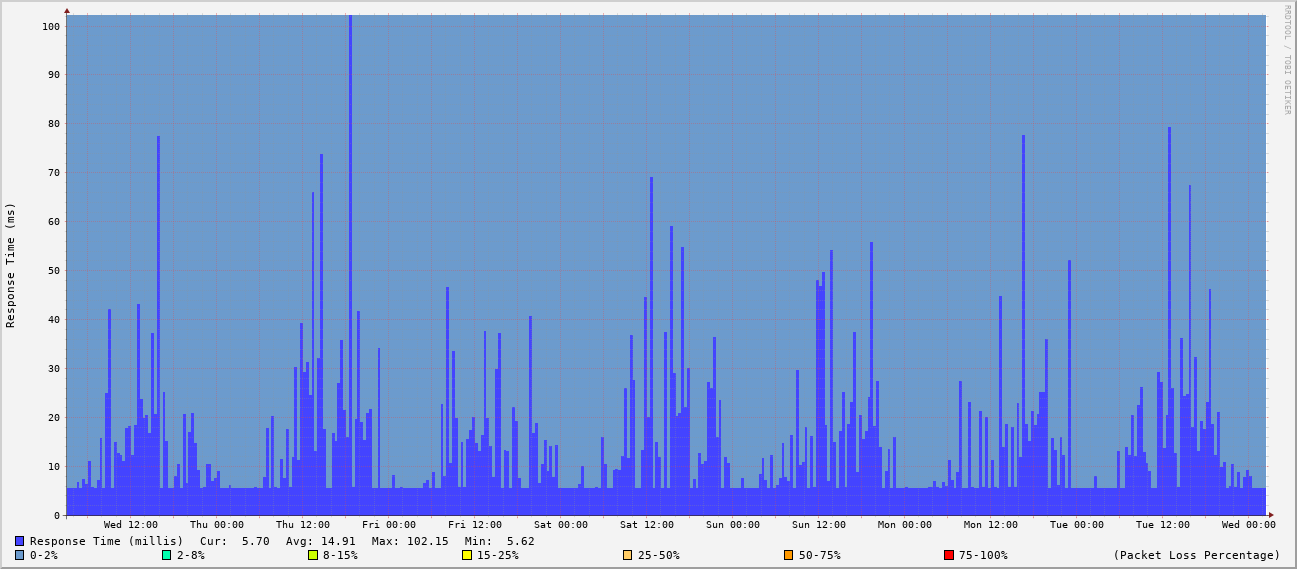 RRDTOOL / TOBI OETIKER
Response Time (ms)
100
90
80
70
60
50
40
30
20
10
0
Wed 12:00 Thu 00:00 Thu 12:00 Fri 00:00 Fri 12:00 Sat 00:00 Sat 12:00 Sun 00:00 Sun 12:00 Mon 00:00 Mon 12:00 Tue 00:00 Tue 12:00 Wed 00:00
Response Time (millis) Cur: 5.70 Avg: 14.91 Max: 102.15 Min: 5.62
0-2% 2-8% 8-15% 15-25% 25-50% 50-75% 75-100% (Packet Loss Percentage)